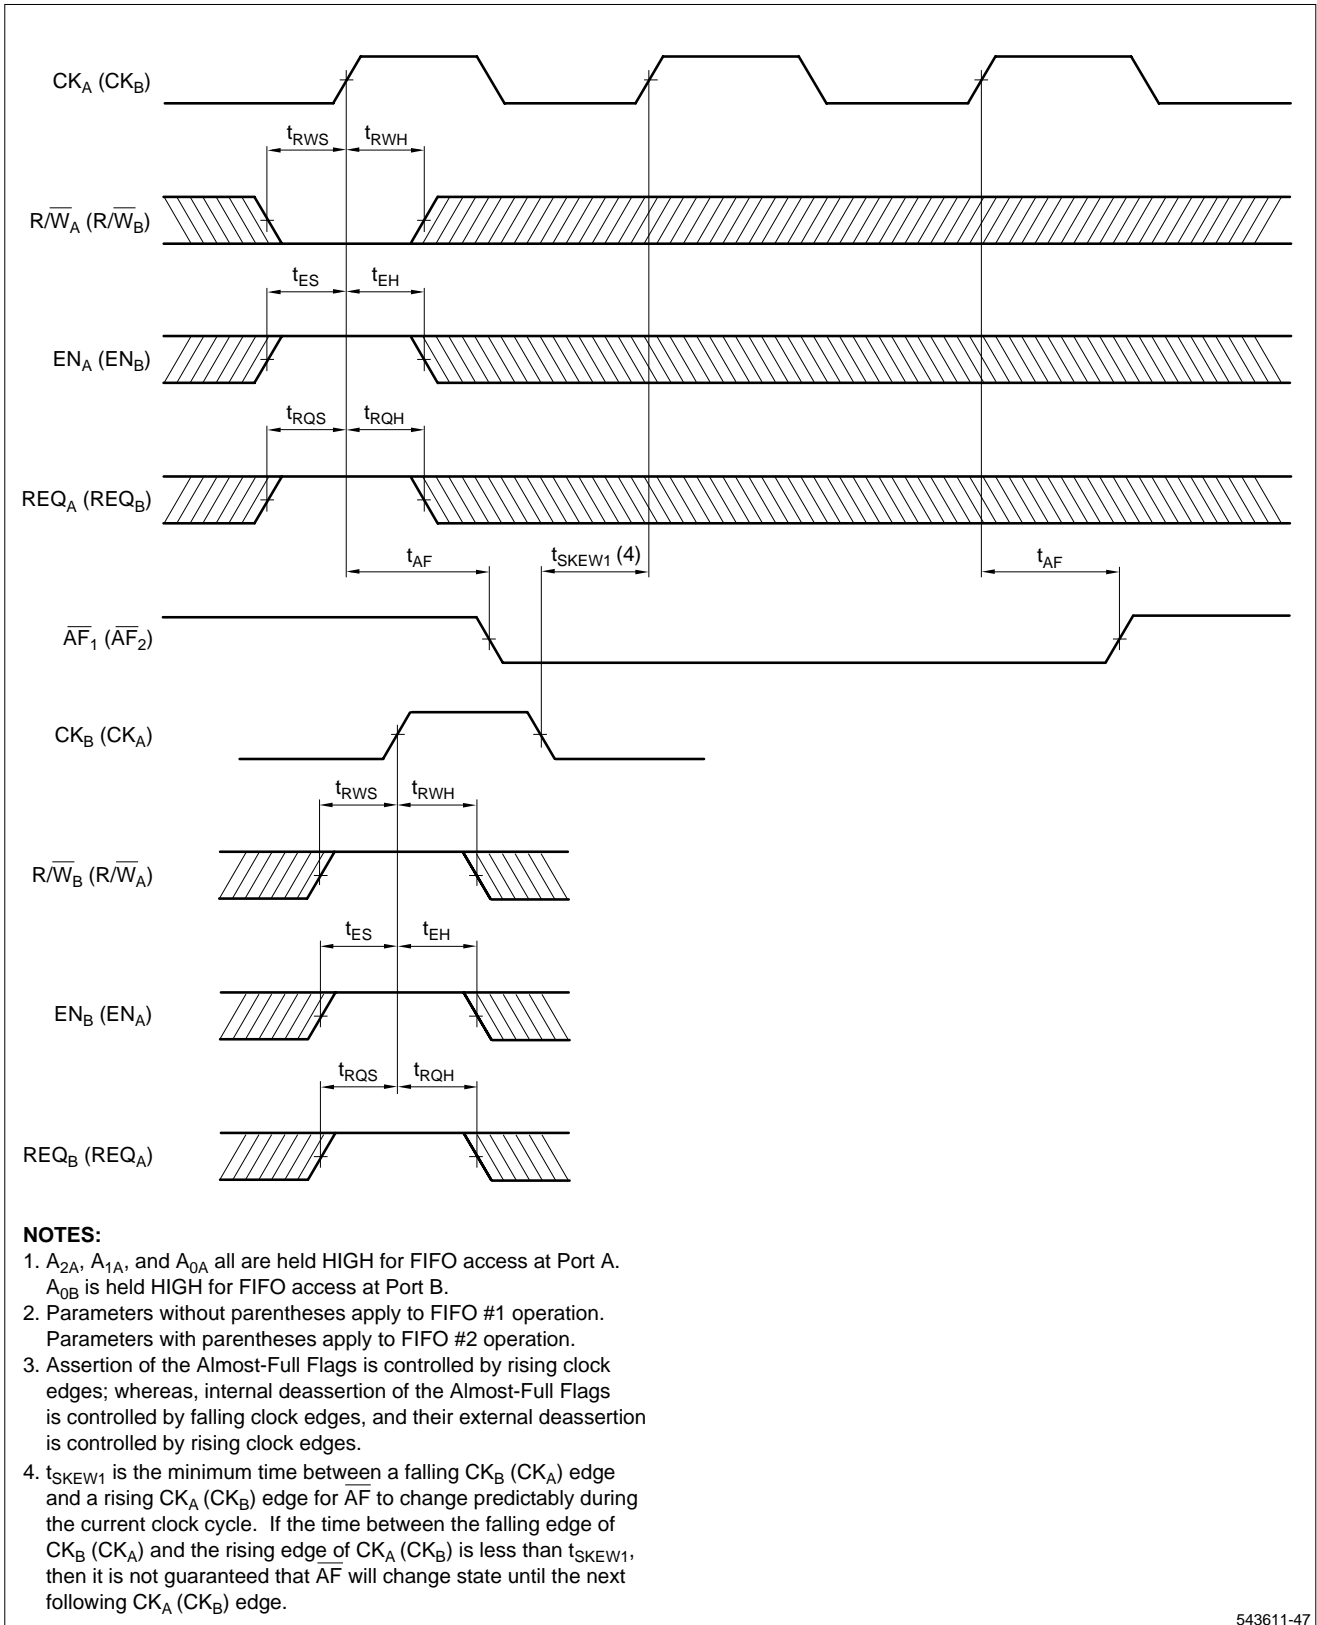 CKA (CKB)
tRWS tRWH
R/W̅A (R/W̅B)
tES tEH
ENA (ENB)
tRQS tRQH
REQA (REQB)
tAF tSKEW1 (4) tAF
A̅F̅1 (A̅F̅2)
CKB (CKA)
tRWS tRWH
R/W̅B (R/W̅A)
tES tEH
ENB (ENA)
tRQS tRQH
REQB (REQA)
NOTES:
1. A2A, A1A, and A0A all are held HIGH for FIFO access at Port A.
A0B is held HIGH for FIFO access at Port B.
2. Parameters without parentheses apply to FIFO #1 operation.
Parameters with parentheses apply to FIFO #2 operation.
3. Assertion of the Almost-Full Flags is controlled by rising clock
edges; whereas, internal deassertion of the Almost-Full Flags
is controlled by falling clock edges, and their external deassertion
is controlled by rising clock edges.
4. tSKEW1 is the minimum time between a falling CKB (CKA) edge
and a rising CKA (CKB) edge for A̅F̅ to change predictably during
the current clock cycle. If the time between the falling edge of
CKB (CKA) and the rising edge of CKA (CKB) is less than tSKEW1,
then it is not guaranteed that A̅F̅ will change state until the next
following CKA (CKB) edge.
543611-47